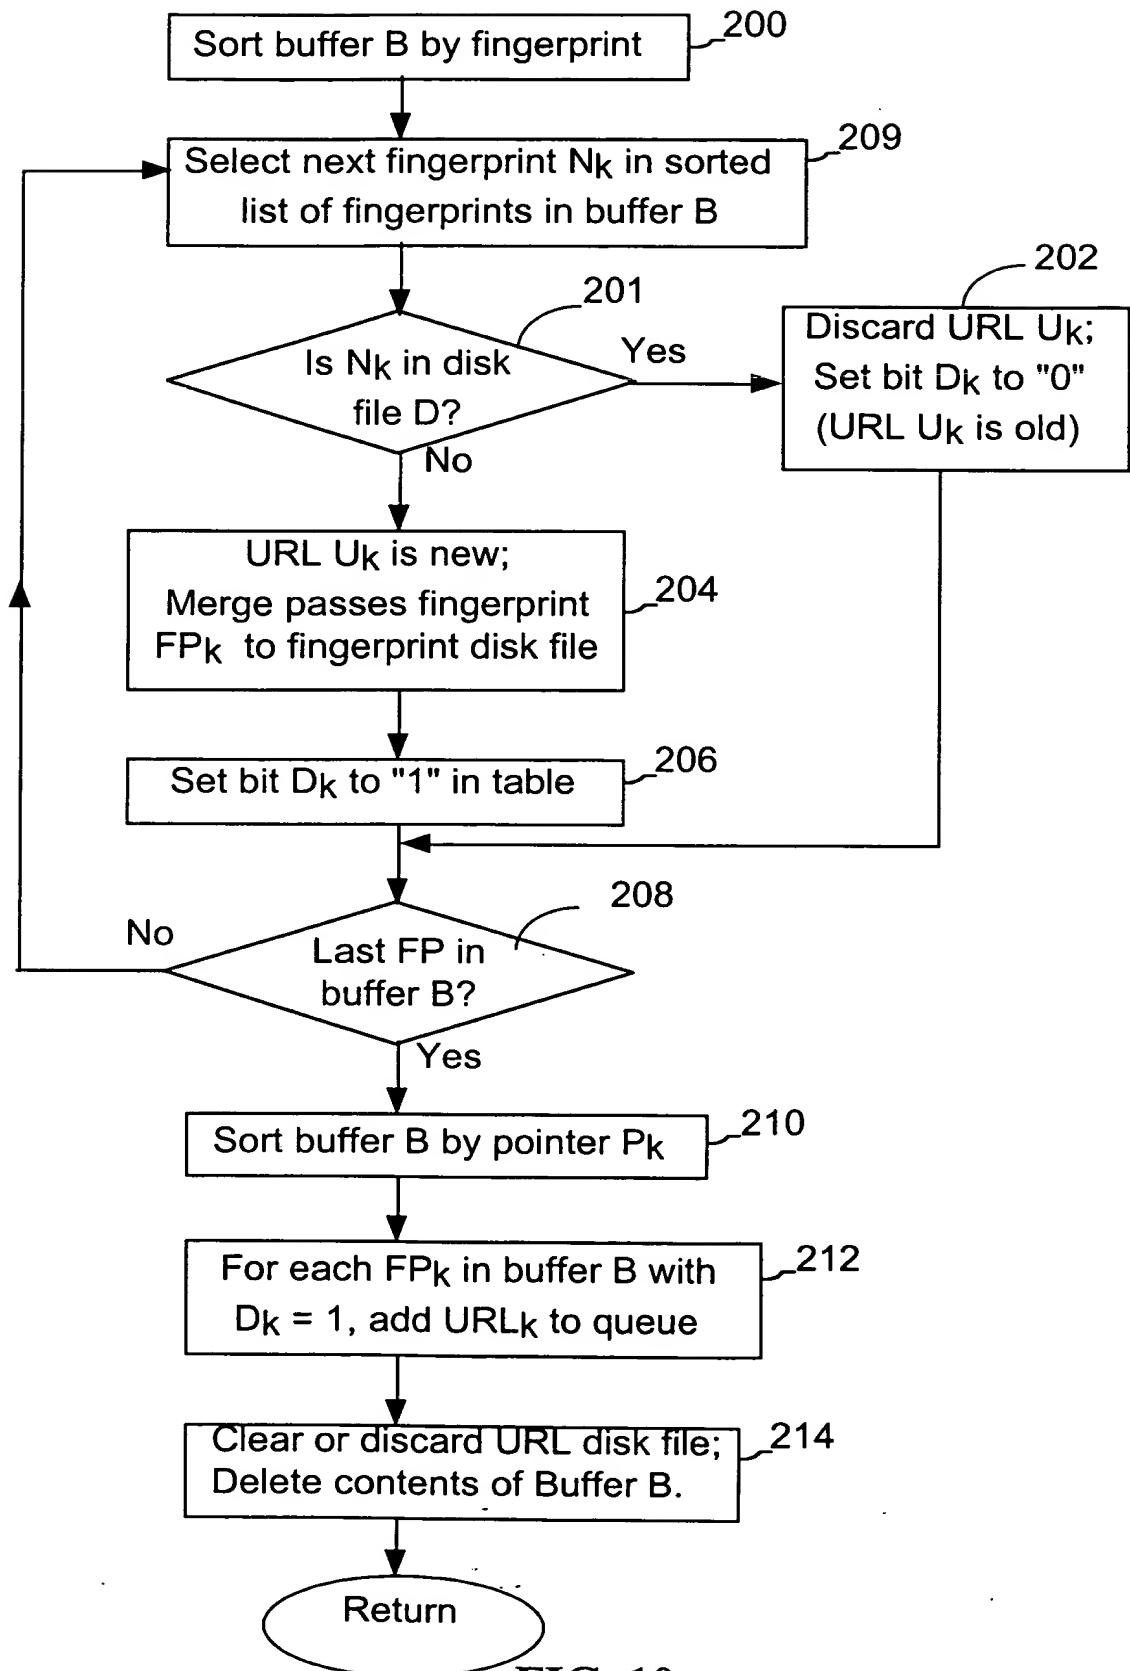 Sort buffer B by fingerprint
200
Select next fingerprint Nk in sorted
list of fingerprints in buffer B
209
Is Nk in disk
file D?
201
Yes
Discard URL Uk;
Set bit Dk to "0"
(URL Uk is old)
202
No
URL Uk is new;
Merge passes fingerprint
FPk to fingerprint disk file
204
Set bit Dk to "1" in table
206
Last FP in
buffer B?
208
No
Yes
Sort buffer B by pointer Pk
210
For each FPk in buffer B with
Dk = 1, add URLk to queue
212
Clear or discard URL disk file;
Delete contents of Buffer B.
214
Return